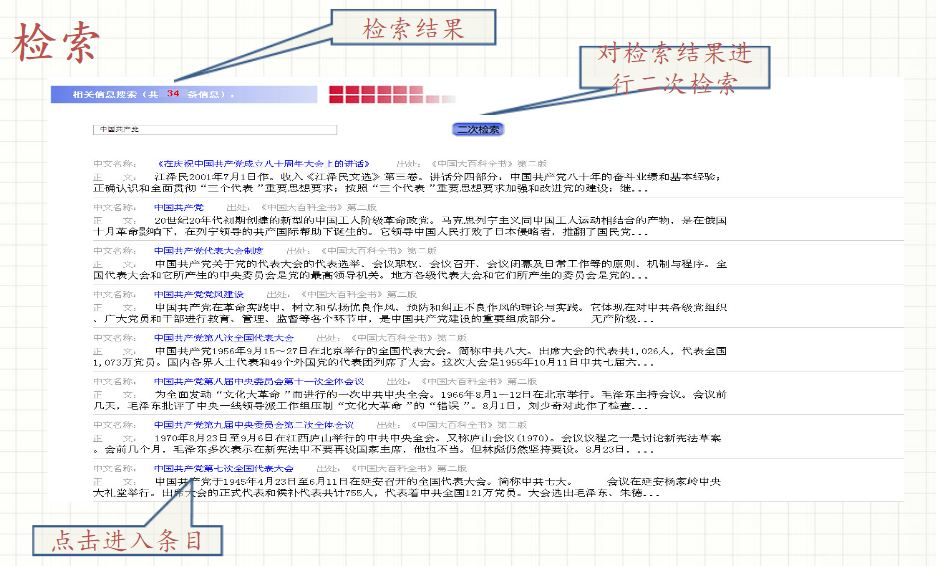 检索
检索结果
对检索结果进
行二次检索
相关信息搜索（共 34 条信息）。
中国共产党
二次检索
中文名称： 《在庆祝中国共产党成立八十周年大会上的讲话》 出处：《中国大百科全书》第二版
正 文： 江泽民2001年7月1日作。收入《江泽民文选》第三卷。讲话分四部分：中国共产党八十年的奋斗业绩和基本经验；
正确认识和全面贯彻“三个代表”重要思想要求；按照“三个代表”重要思想要求加强和改进党的建设；继...
中文名称： 中国共产党 出处：《中国大百科全书》第二版
正 文： 20世纪20年代初期创建的新型的中国工人阶级革命政党。马克思列宁主义同中国工人运动相结合的产物，是在俄国
十月革命影响下，在列宁领导的共产国际帮助下诞生的。它领导中国人民打败了日本侵略者，推翻了国民党...
中文名称： 中国共产党代表大会制度 出处：《中国大百科全书》第二版
正 文： 中国共产党关于党的代表大会的代表选举、会议职权、会议召开、会议闭幕及日常工作等的原则、机制与程序。全
国代表大会和它所产生的中央委员会是党的最高领导机关。地方各级代表大会和它们所产生的委员会是党的...
中文名称： 中国共产党党风建设 出处：《中国大百科全书》第二版
正 文： 中国共产党在革命实践中，树立和弘扬优良作风、预防和纠正不良作风的理论与实践。它体现在对中共各级党组织
、广大党员和干部进行教育、管理、监督等各个环节中，是中国共产党建设的重要组成部分。 无产阶级...
中文名称： 中国共产党第八次全国代表大会 出处：《中国大百科全书》第二版
正 文： 中国共产党1956年9月15～27日在北京举行的全国代表大会。简称中共八大。出席大会的代表共1,026人，代表全国
1,073万党员。国内各界人士代表和49个外国党的代表团列席了大会。这次大会是1955年10月11日中共七届六...
中文名称： 中国共产党第八届中央委员会第十一次全体会议 出处：《中国大百科全书》第二版
正 文： 为全面发动“文化大革命”而进行的一次中共中央全会。1966年8月1—12日在北京举行。毛泽东主持会议。会议前
几天，毛泽东批评了中央一线领导派工作组压制“文化大革命”的“错误”。8月1日，刘少奇对此作了检查...
中文名称： 中国共产党第九届中央委员会第二次全体会议 出处：《中国大百科全书》第二版
正 文： 1970年8月23日至9月6日在江西庐山举行的中共中央全会。又称庐山会议(1970)。会议议程之一是讨论新宪法草案
。会前几个月，毛泽东多次表示在新宪法中不要再设国家主席，他也不当。但林彪仍然坚持要设。8月23日，...
中文名称： 中国共产党第七次全国代表大会 出处：《中国大百科全书》第二版
正 文： 中国共产党于1945年4月23日至6月11日在延安召开的全国代表大会。简称中共七大。 会议在延安杨家岭中央
大礼堂举行。出席大会的正式代表和候补代表共计755人，代表着中共全国121万党员。大会选出毛泽东、朱德...
点击进入条目